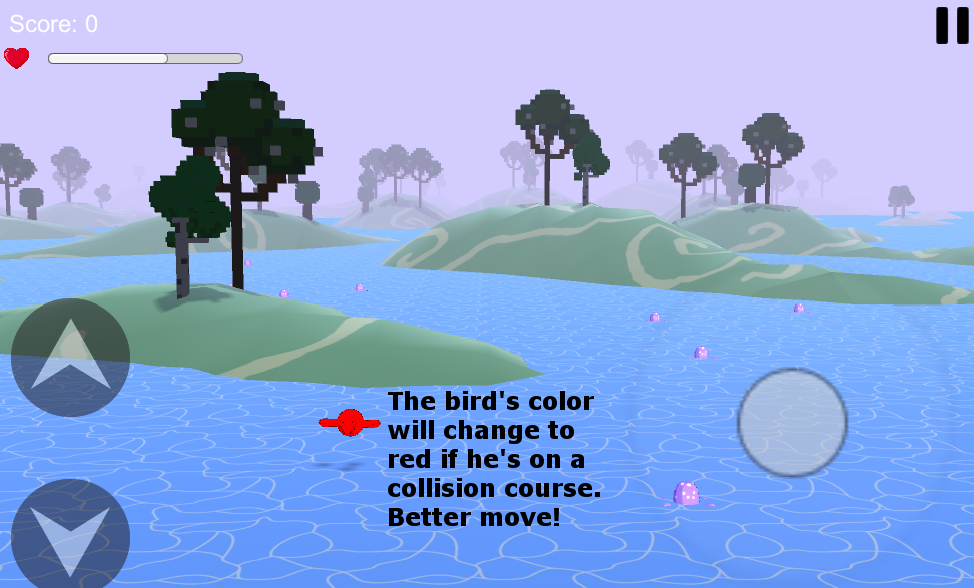 Score: 0
The bird's color
will change to
red if he's on a
collision course.
Better move!